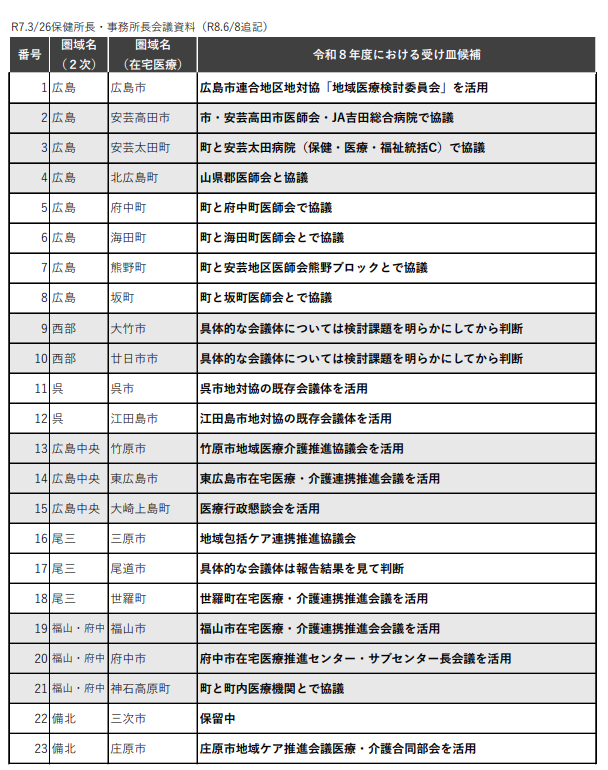 R7.3/26保健所長・事務所長会議資料（R8.6/8追記）
番号 圏域名（２次） 圏域名（在宅医療） 令和８年度における受け皿候補
1 広島 広島市 広島市連合地区地対協「地域医療検討委員会」を活用
2 広島 安芸高田市 市・安芸高田市医師会・JA吉田総合病院で協議
3 広島 安芸太田町 町と安芸太田病院（保健・医療・福祉統括C）で協議
4 広島 北広島町 山県郡医師会と協議
5 広島 府中町 町と府中町医師会で協議
6 広島 海田町 町と海田町医師会とで協議
7 広島 熊野町 町と安芸地区医師会熊野ブロックとで協議
8 広島 坂町 町と坂町医師会とで協議
9 西部 大竹市 具体的な会議体については検討課題を明らかにしてから判断
10 西部 廿日市市 具体的な会議体については検討課題を明らかにしてから判断
11 呉 呉市 呉市地対協の既存会議体を活用
12 呉 江田島市 江田島市地対協の既存会議体を活用
13 広島中央 竹原市 竹原市地域医療介護推進協議会を活用
14 広島中央 東広島市 東広島市在宅医療・介護連携推進会議を活用
15 広島中央 大崎上島町 医療行政懇談会を活用
16 尾三 三原市 地域包括ケア連携推進協議会
17 尾三 尾道市 具体的な会議体は報告結果を見て判断
18 尾三 世羅町 世羅町在宅医療・介護連携推進会議を活用
19 福山・府中 福山市 福山市在宅医療・介護連携推進会会議を活用
20 福山・府中 府中市 府中市在宅医療推進センター・サブセンター長会議を活用
21 福山・府中 神石高原町 町と町内医療機関とで協議
22 備北 三次市 保留中
23 備北 庄原市 庄原市地域ケア推進会議医療・介護合同部会を活用